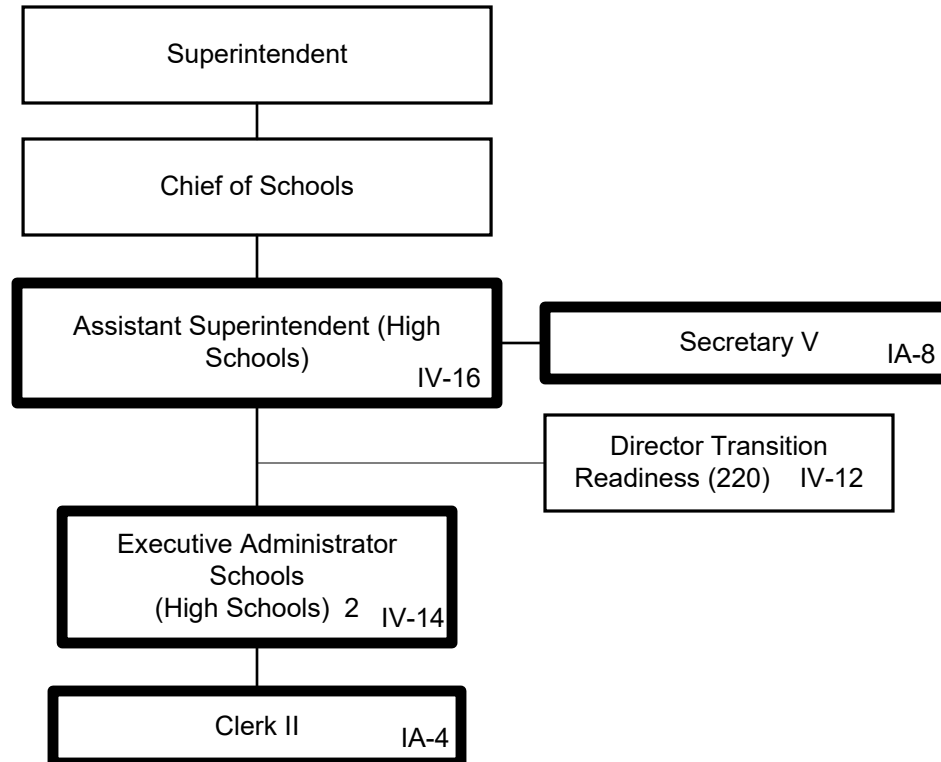 Superintendent
Chief of Schools
Assistant Superintendent (High
Schools)
IV-16
Secretary V
IA-8
Director Transition
Readiness (220) IV-12
Executive Administrator
Schools
(High Schools) 2
IV-14
Clerk II
IA-4